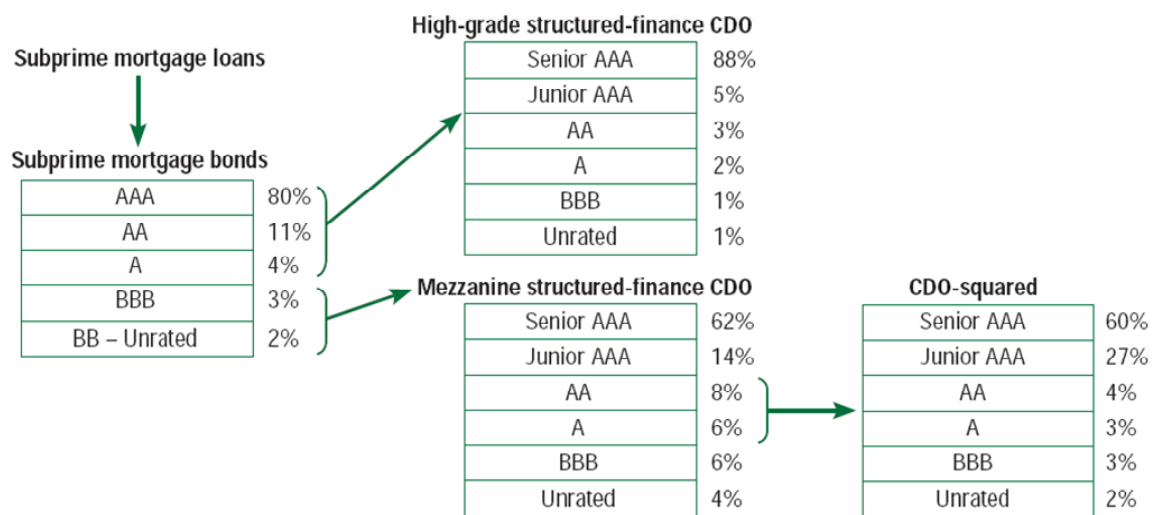 Subprime mortgage loans
Subprime mortgage bonds
AAA 80%
AA 11%
A 4%
BBB 3%
BB – Unrated 2%
High-grade structured-finance CDO
Senior AAA 88%
Junior AAA 5%
AA 3%
A 2%
BBB 1%
Unrated 1%
Mezzanine structured-finance CDO
Senior AAA 62%
Junior AAA 14%
AA 8%
A 6%
BBB 6%
Unrated 4%
CDO-squared
Senior AAA 60%
Junior AAA 27%
AA 4%
A 3%
BBB 3%
Unrated 2%